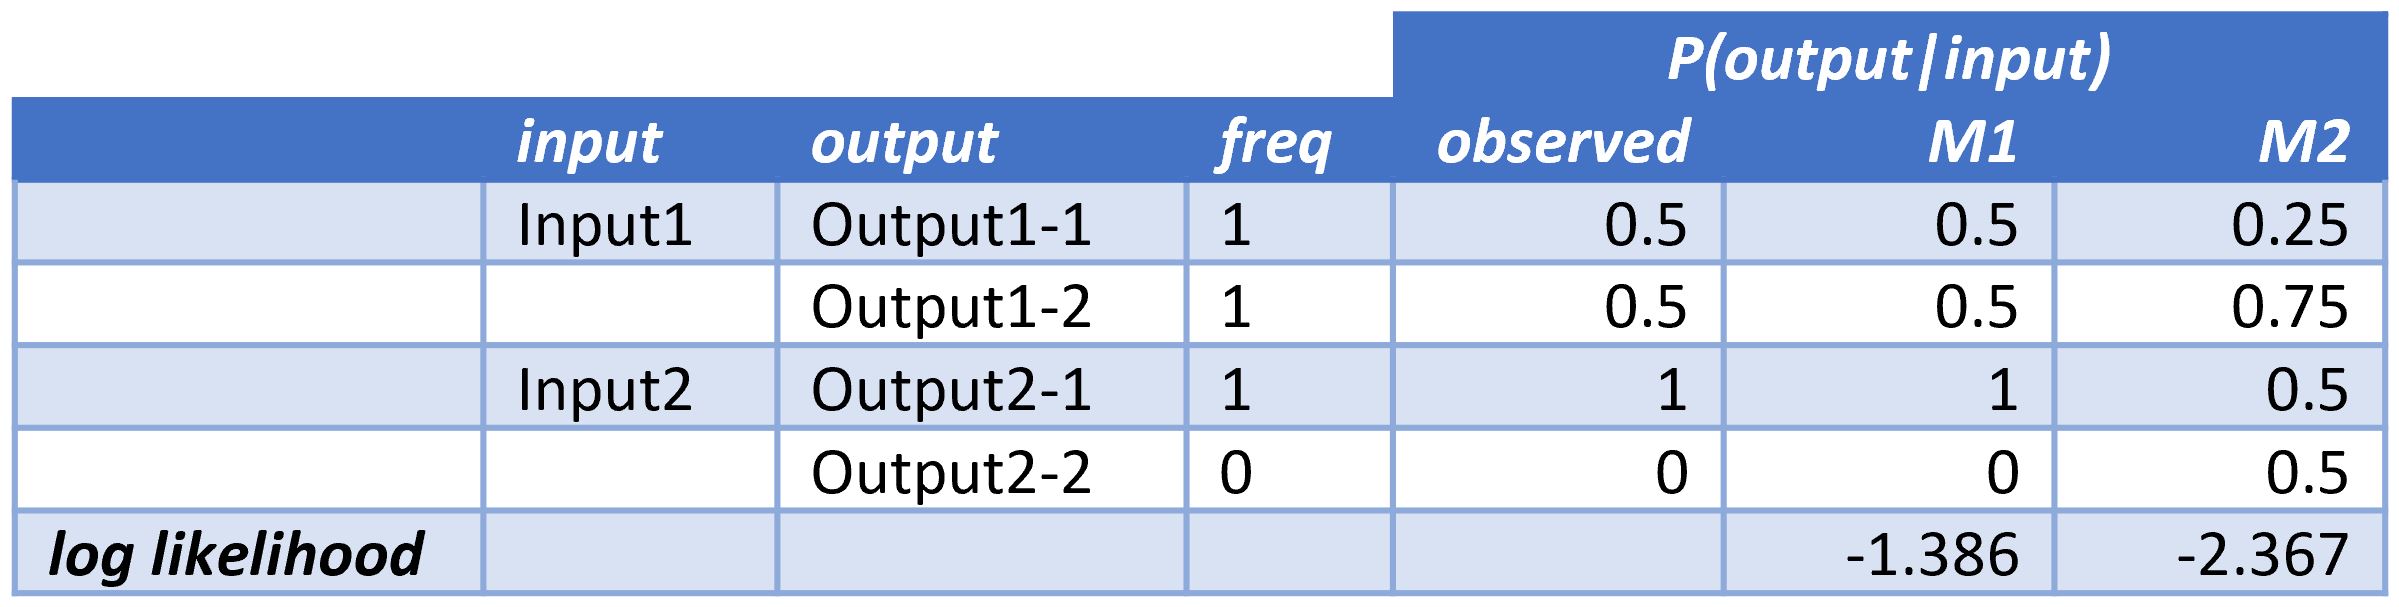 P(output|input)
input output freq observed M1 M2
Input1 Output1-1 1 0.5 0.5 0.25
Output1-2 1 0.5 0.5 0.75
Input2 Output2-1 1 1 1 0.5
Output2-2 0 0 0 0.5
log likelihood -1.386 -2.367